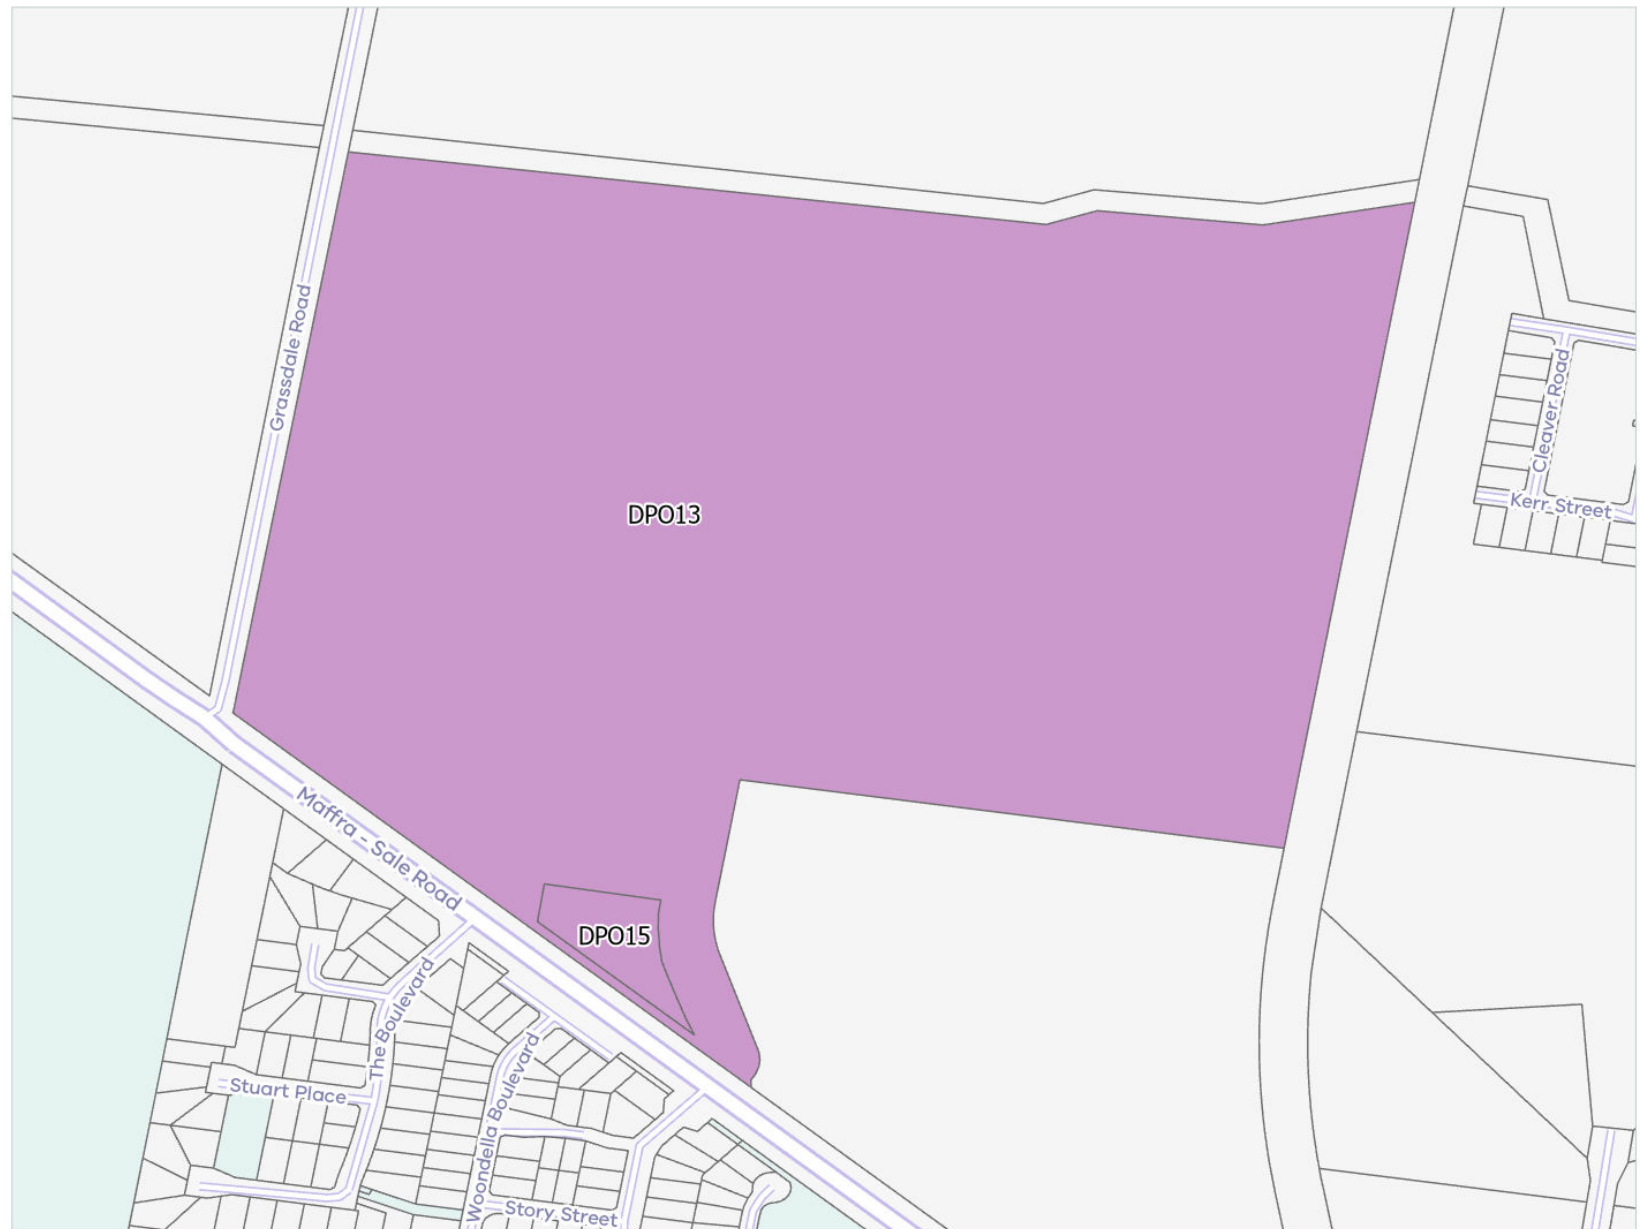 Grassdale Road
Cleaver Road
Kerr Street
DPO13
Maffra - Sale Road
DPO15
The Boulevard
Woondella Boulevard
Stuart Place
Story Street